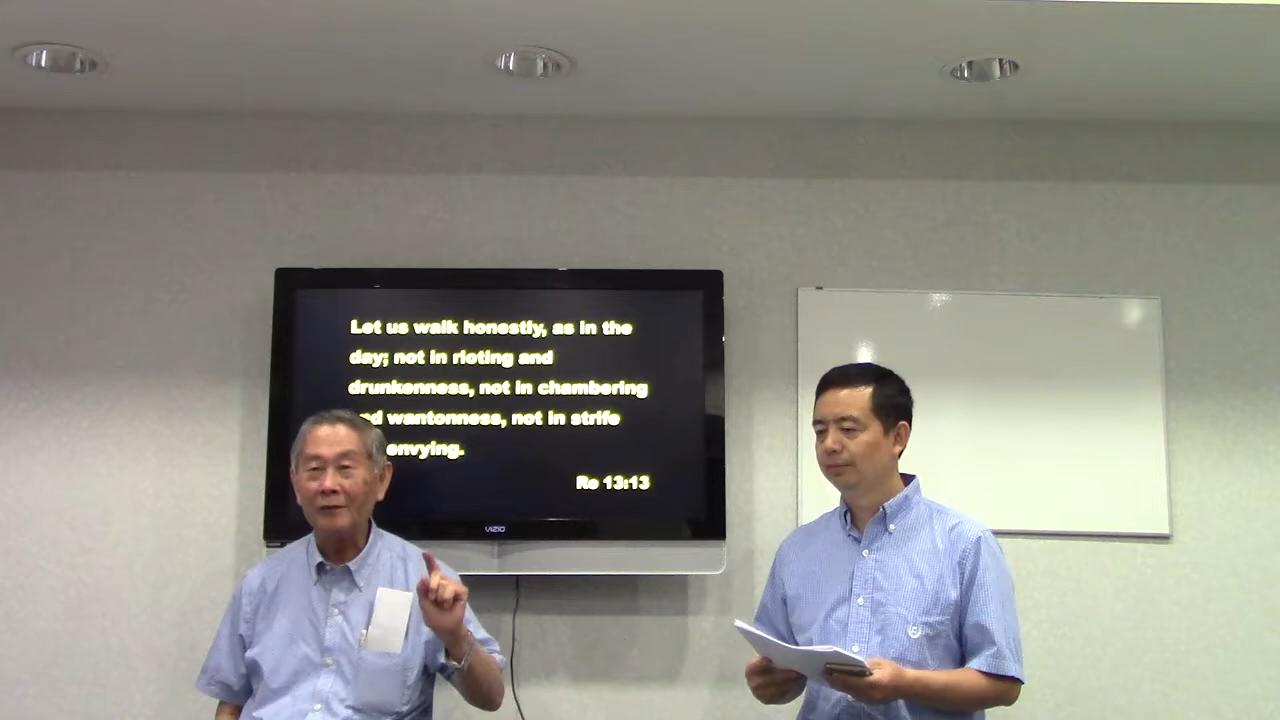 Let us walk honestly, as in the
day; not in rioting and
drunkenness, not in chambering
wantonness, not in strife
envying.
Ro 13:13
VIZIO